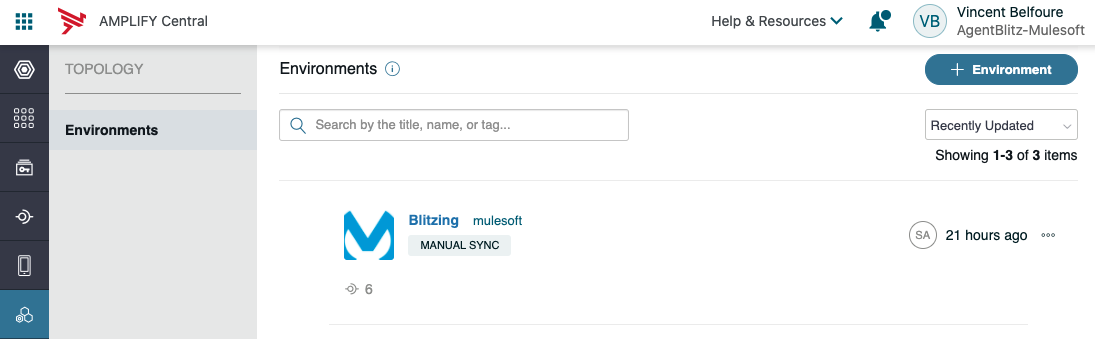 AMPLIFY Central
Help & Resources
VB
Vincent Belfoure
AgentBlitz-Mulesoft
TOPOLOGY
Environments
Environments
+ Environment
Search by the title, name, or tag...
Recently Updated
Showing 1-3 of 3 items
Blitzing mulesoft
MANUAL SYNC
SA 21 hours ago
6